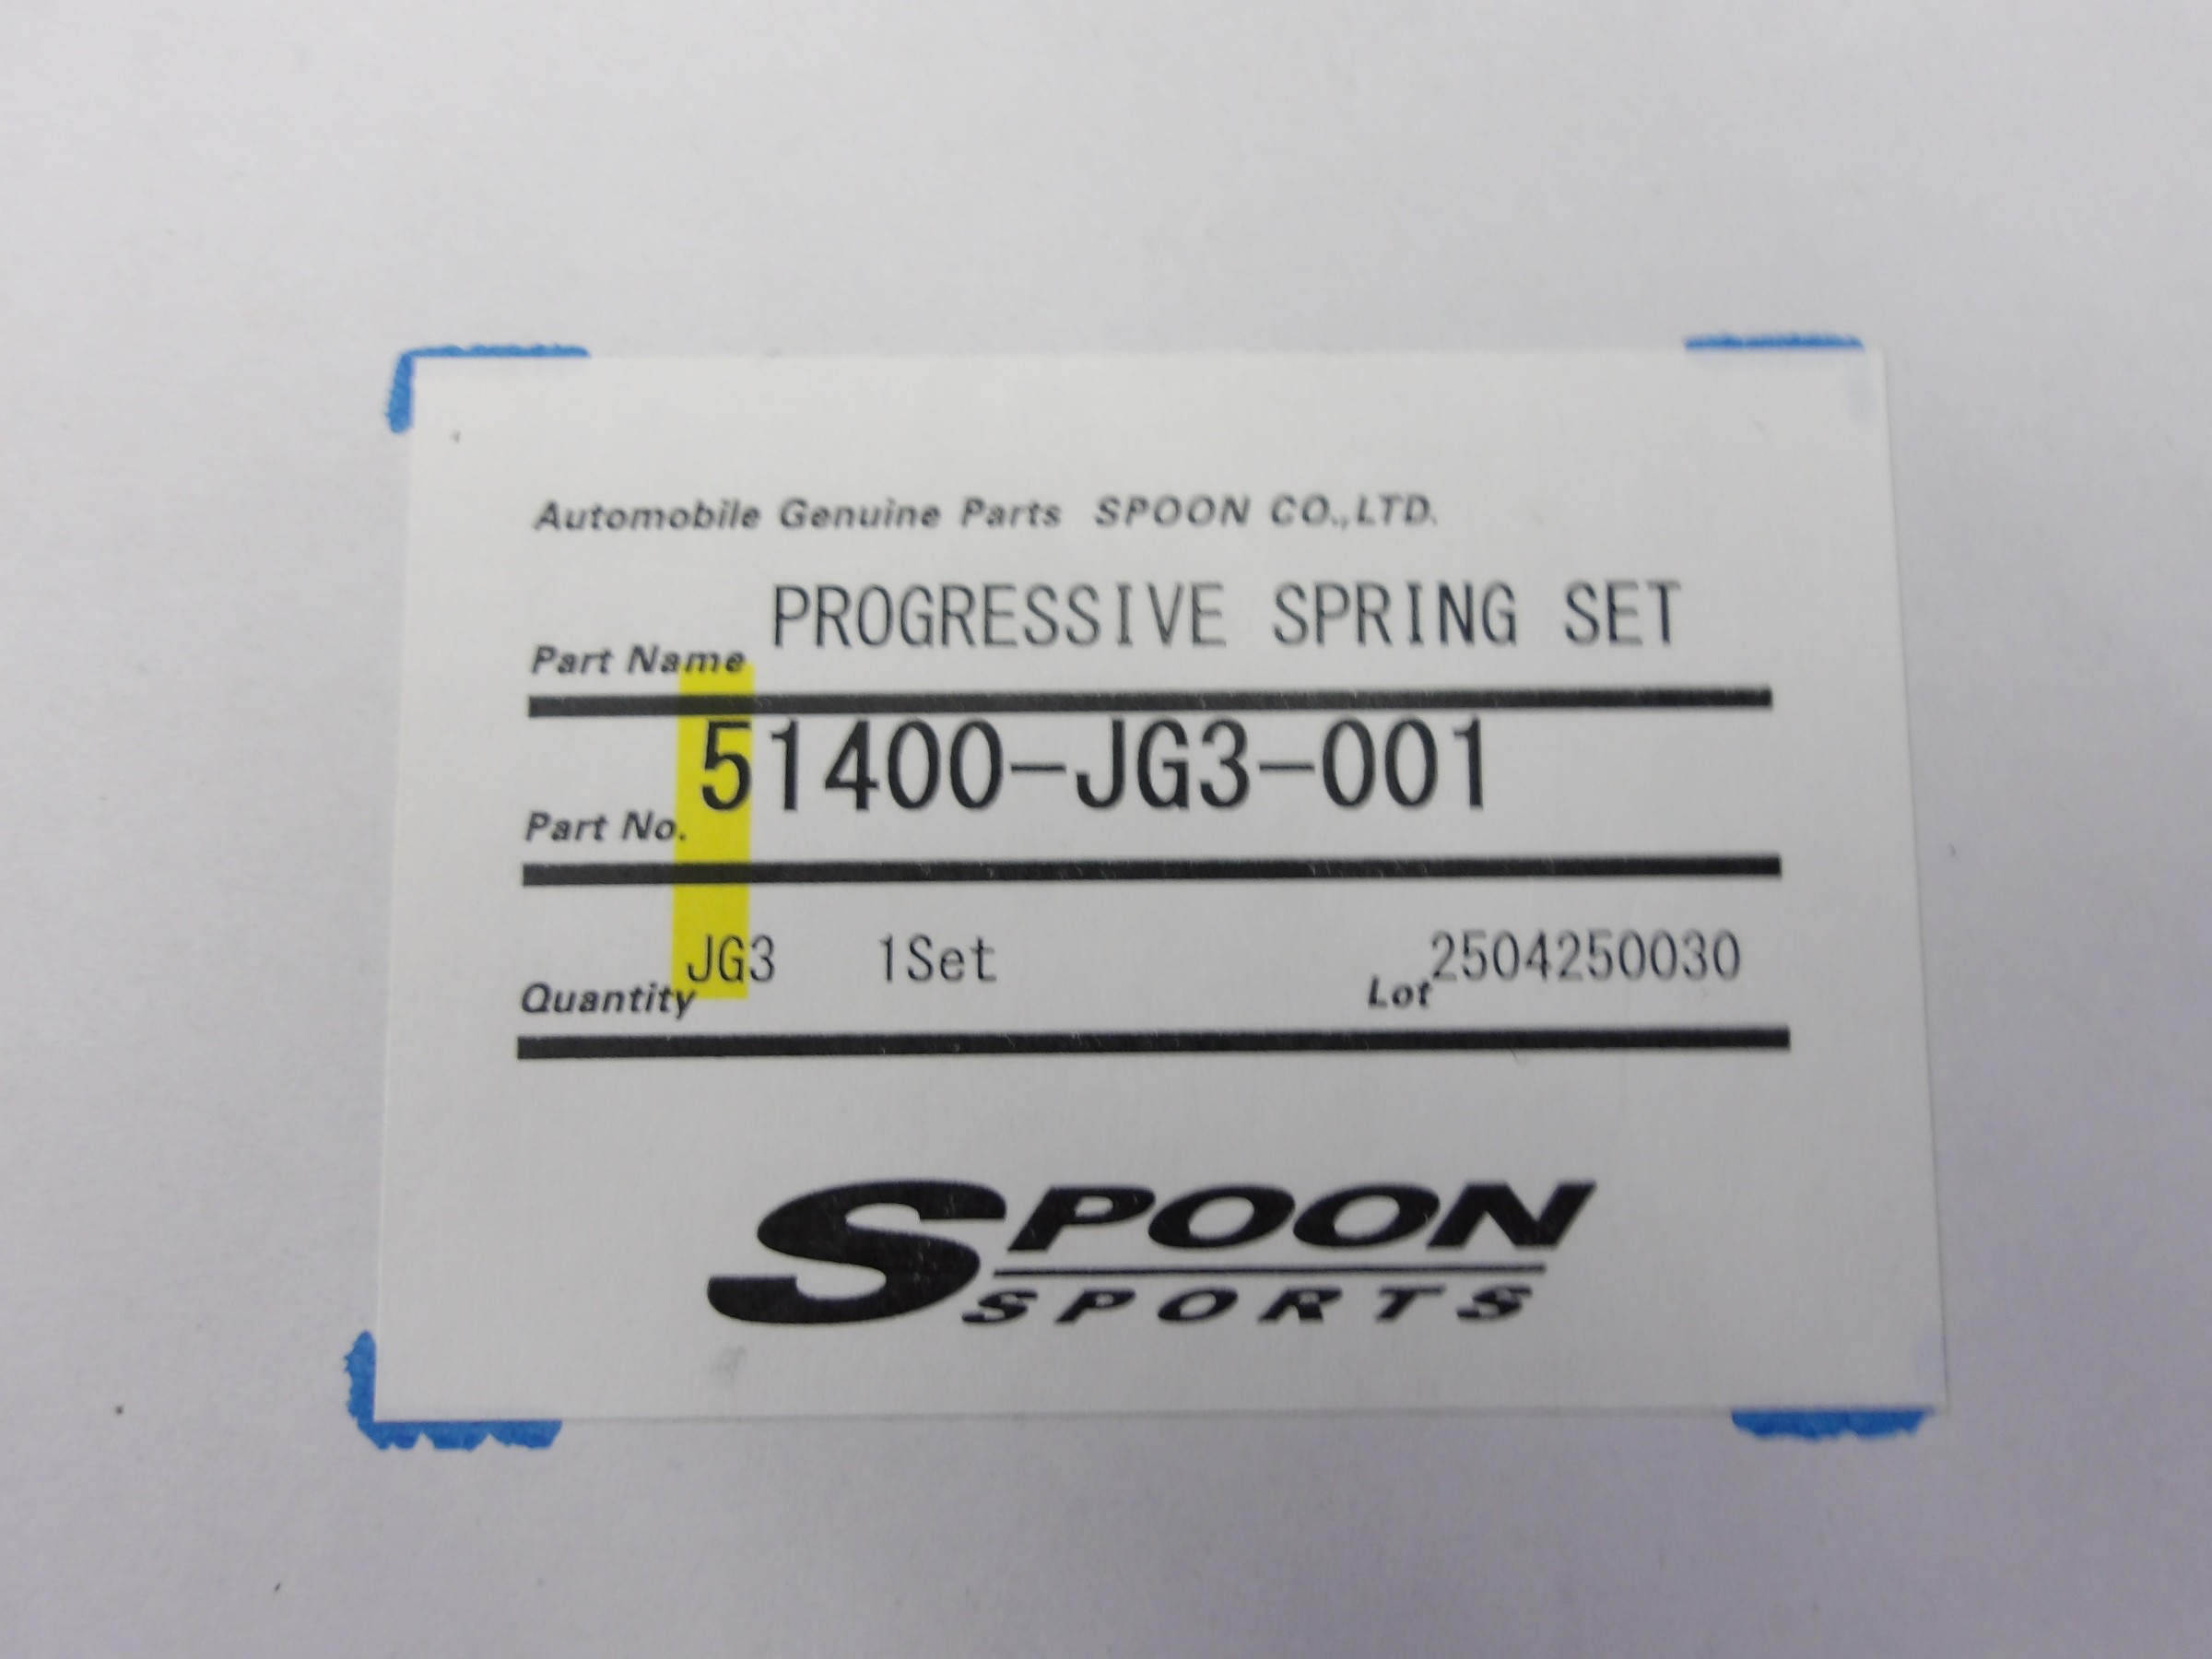 Automobile Genuine Parts SPOON CO.,LTD.
Part Name PROGRESSIVE SPRING SET
Part No. 51400-JG3-001
Quantity JG3 1Set Lot 2504250030
SPOON
SPORTS